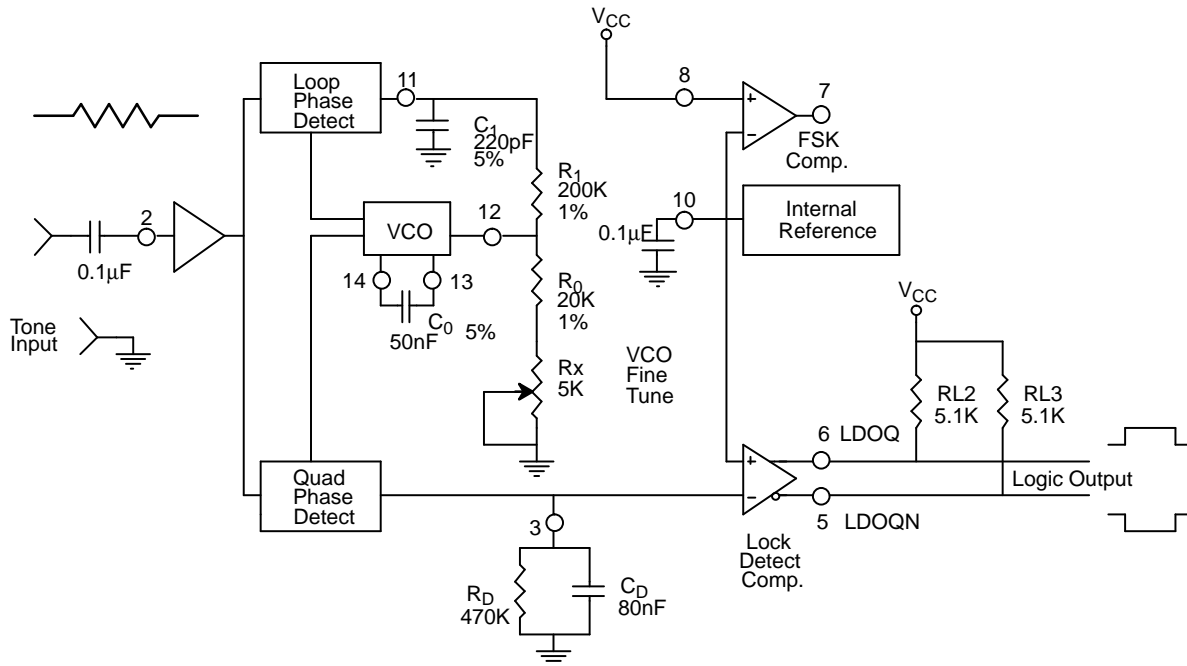 VCC
Loop
Phase
Detect
11
C1
220pF
5%
8
+
−
7
FSK
Comp.
R1
200K
1%
2
0.1μF
VCO
12
14
13
C0
5%
50nF
10
0.1μF
Internal
Reference
R0
20K
1%
Tone
Input
Rx
5K
VCO
Fine
Tune
VCC
RL2
5.1K
RL3
5.1K
6 LDOQ
+
−
Logic Output
5 LDOQN
Quad
Phase
Detect
3
Lock
Detect
Comp.
RD
470K
CD
80nF